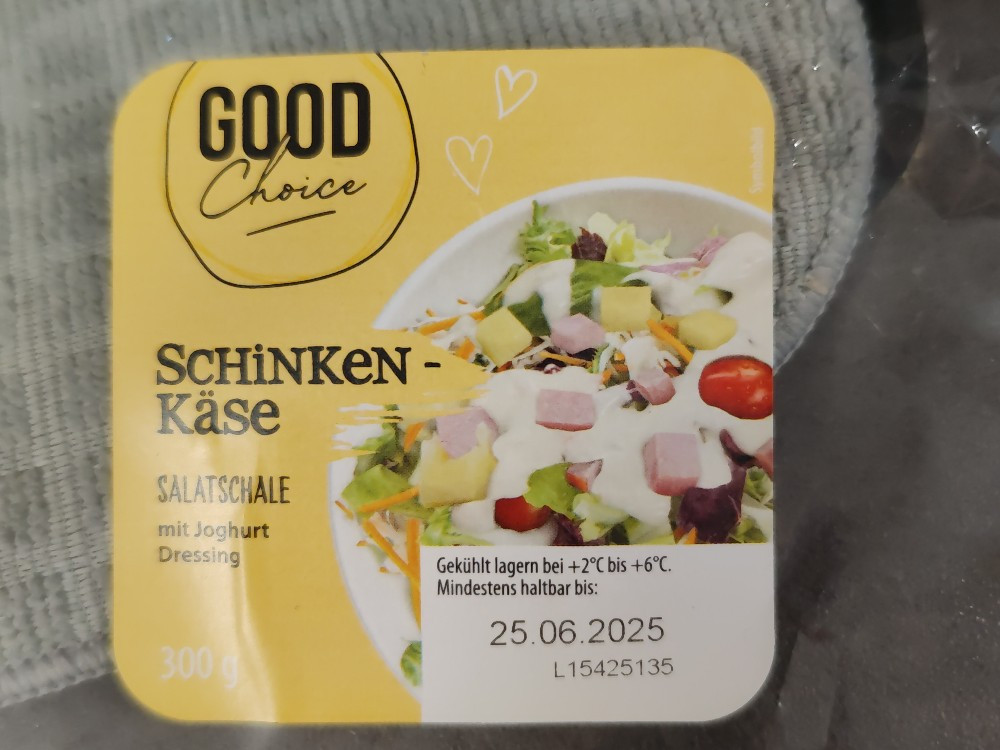 GOOD
Choice
SCHiNKeN -
Käse
SALATSCHALE
mit Joghurt
Dressing
300 g
Gekühlt lagern bei +2°C bis +6°C.
Mindestens haltbar bis:
25.06.2025
L15425135